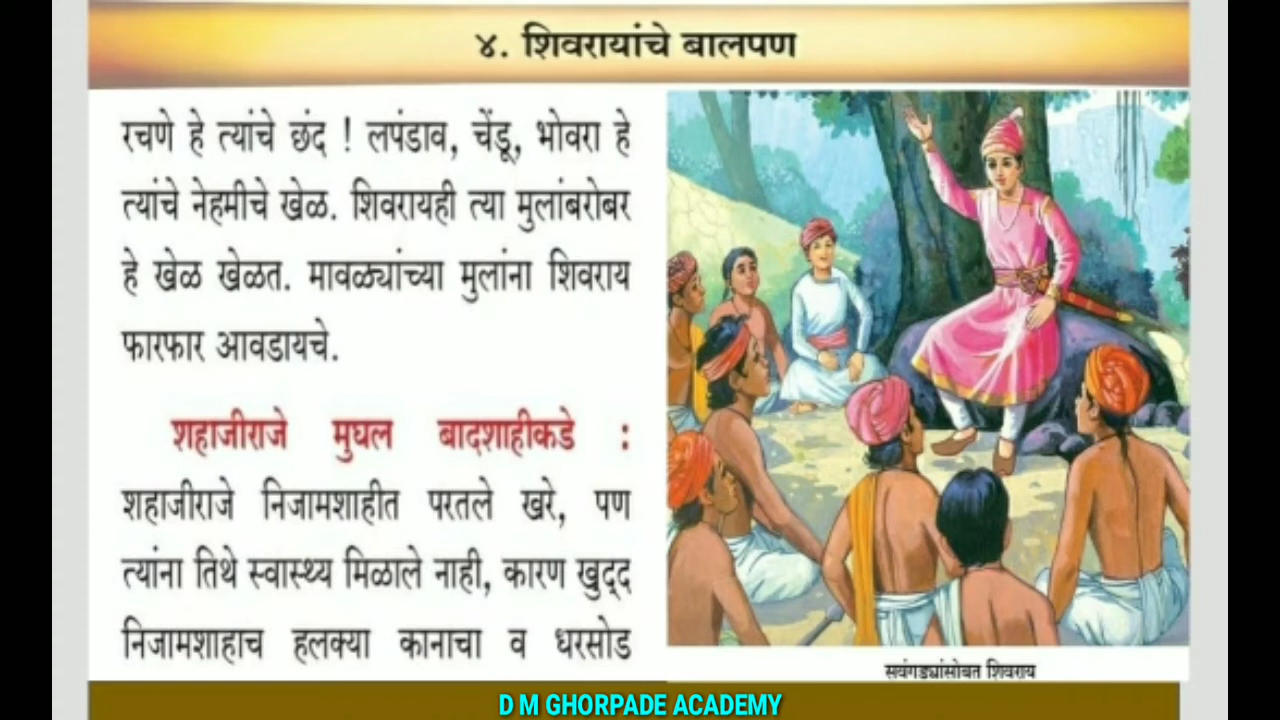 ४. शिवरायांचे बालपण
रचणे हे त्यांचे छंद ! लपंडाव, चेंडू, भोवरा हे
त्यांचे नेहमीचे खेळ. शिवरायही त्या मुलांबरोबर
हे खेळ खेळत. मावळ्यांच्या मुलांना शिवराय
फारफार आवडायचे.
शहाजीराजे मुघल बादशाहीकडे :
शहाजीराजे निजामशाहीत परतले खरे, पण
त्यांना तिथे स्वास्थ्य मिळाले नाही, कारण खुद्द
निजामशाहाच हलक्या कानाचा व धरसोड
सवंगड्यांसोबत शिवराय
D M GHORPADE ACADEMY